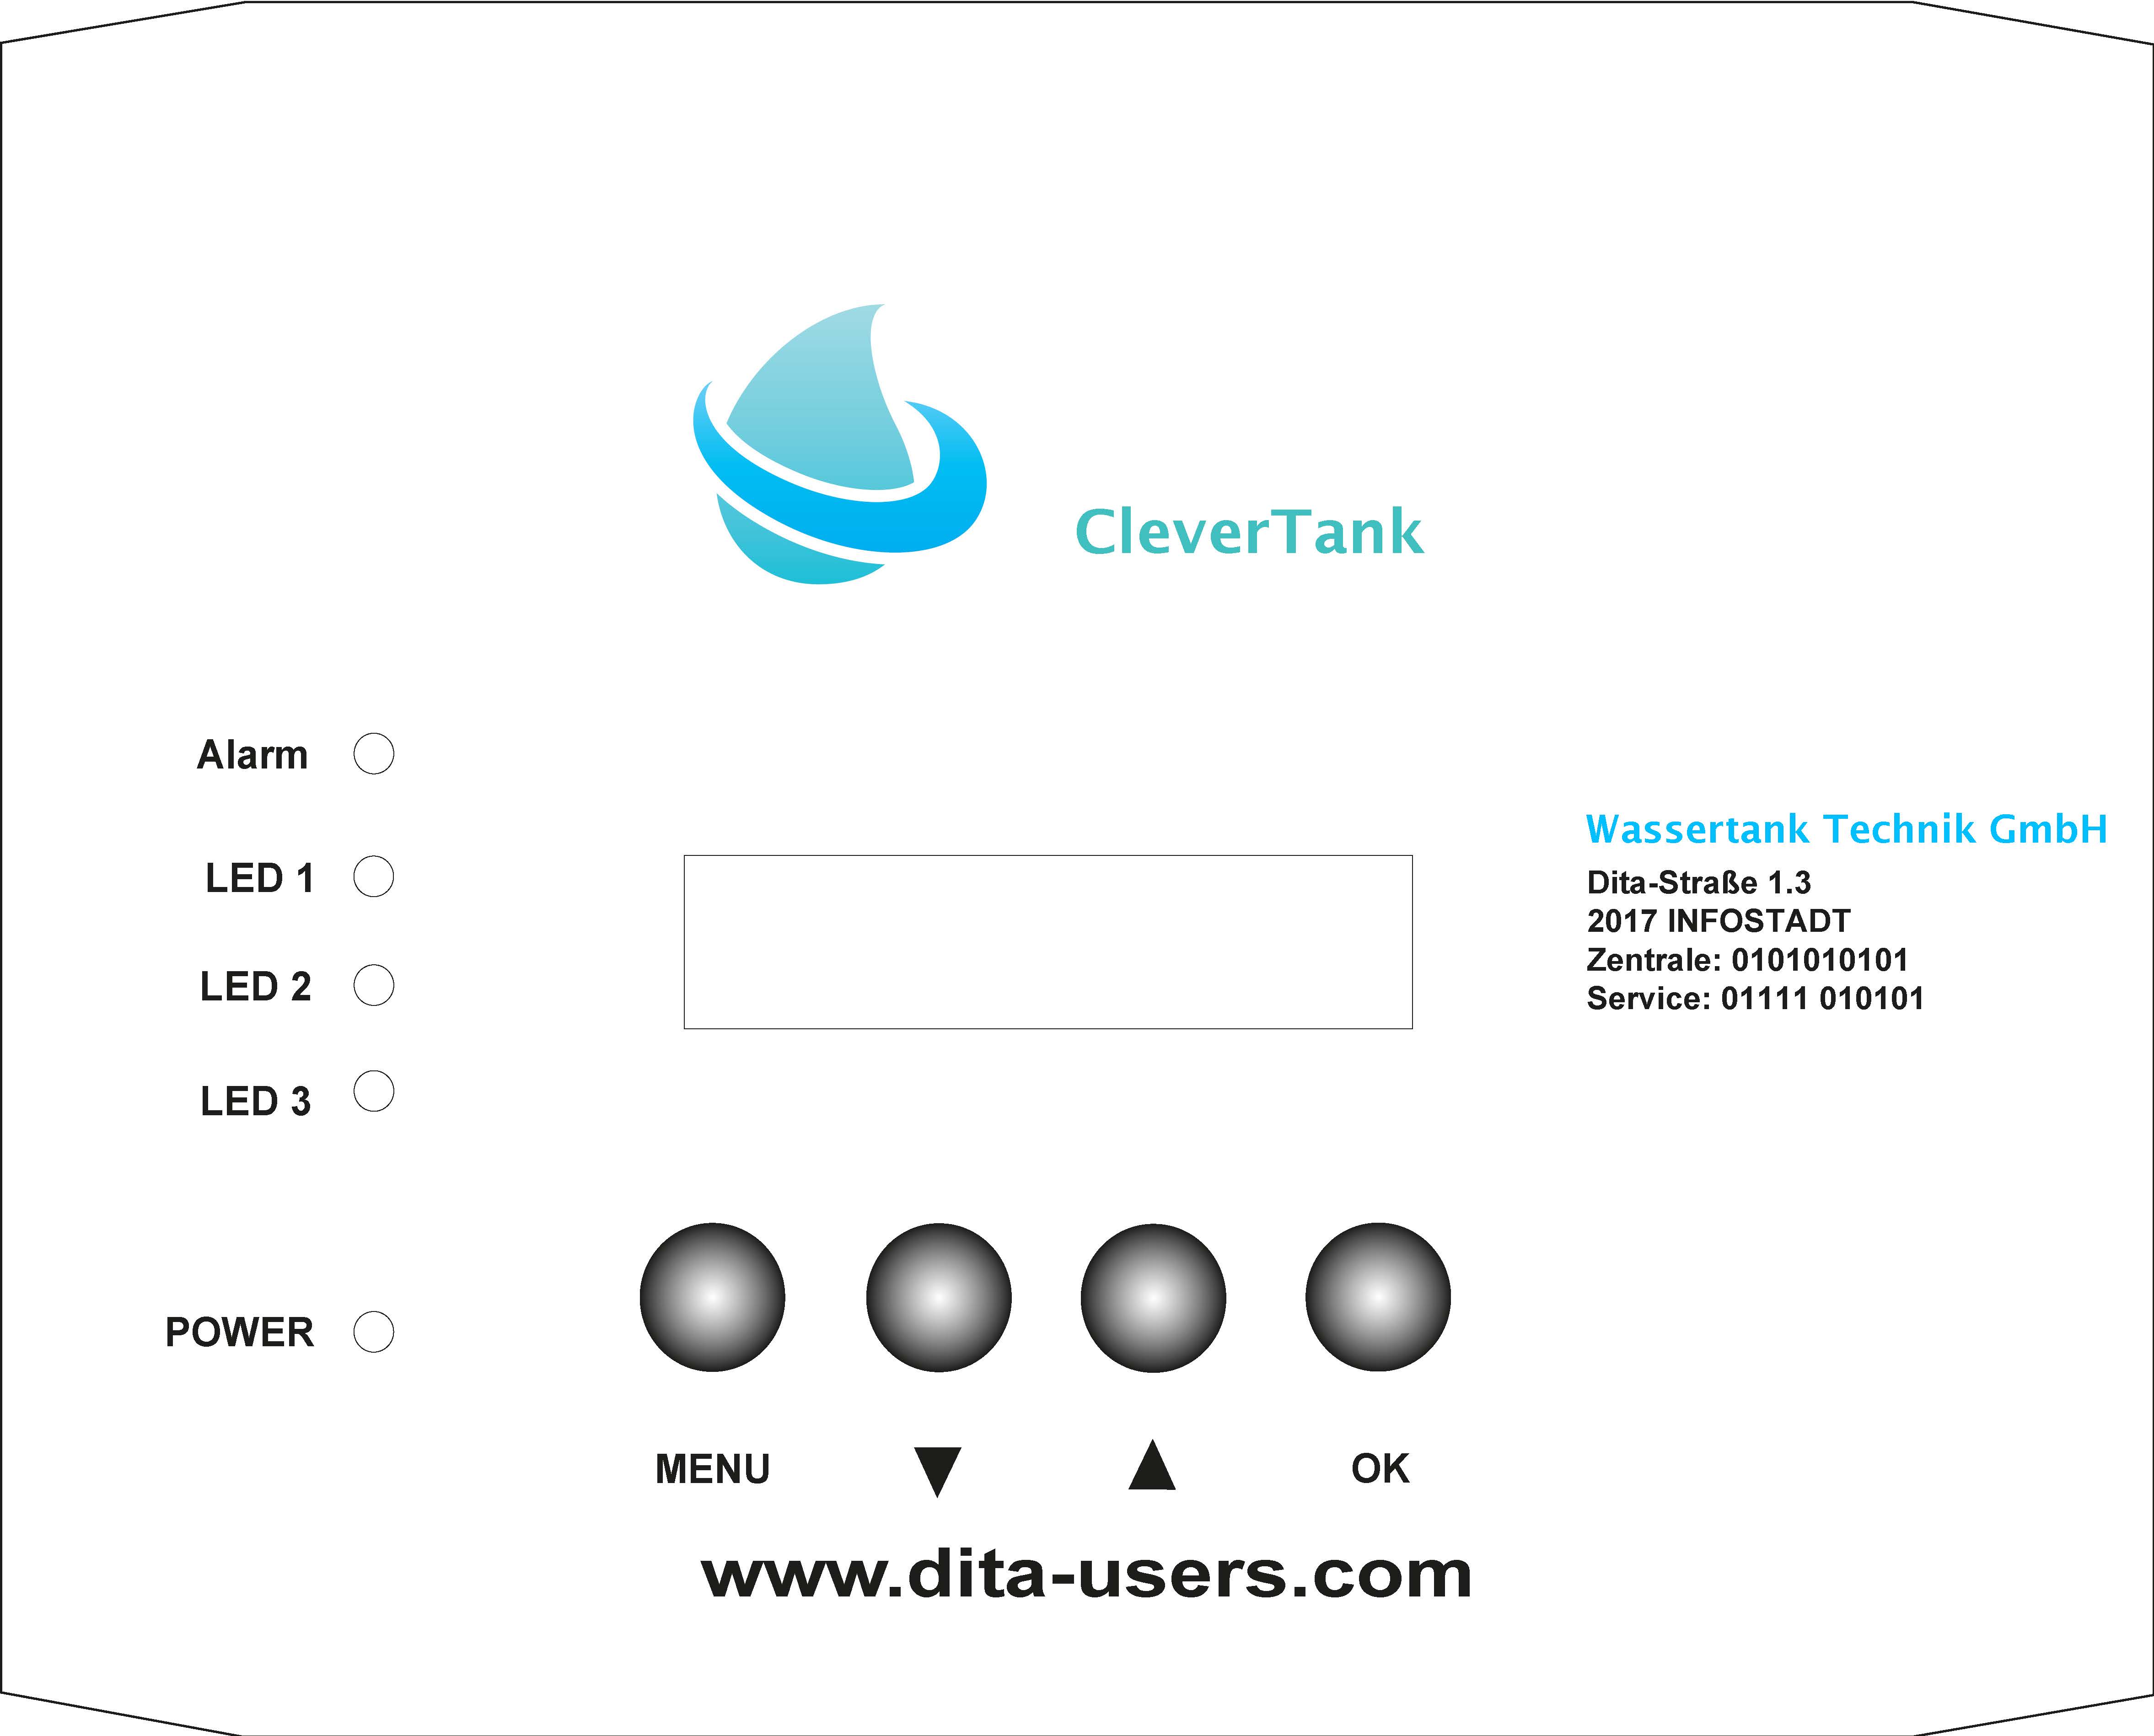 CleverTank
Alarm
LED 1
LED 2
LED 3
POWER
Wassertank Technik GmbH
Dita-Straße 1.3
2017 INFOSTADT
Zentrale: 0101010101
Service: 01111 010101
MENU
▼
▲
OK
www.dita-users.com